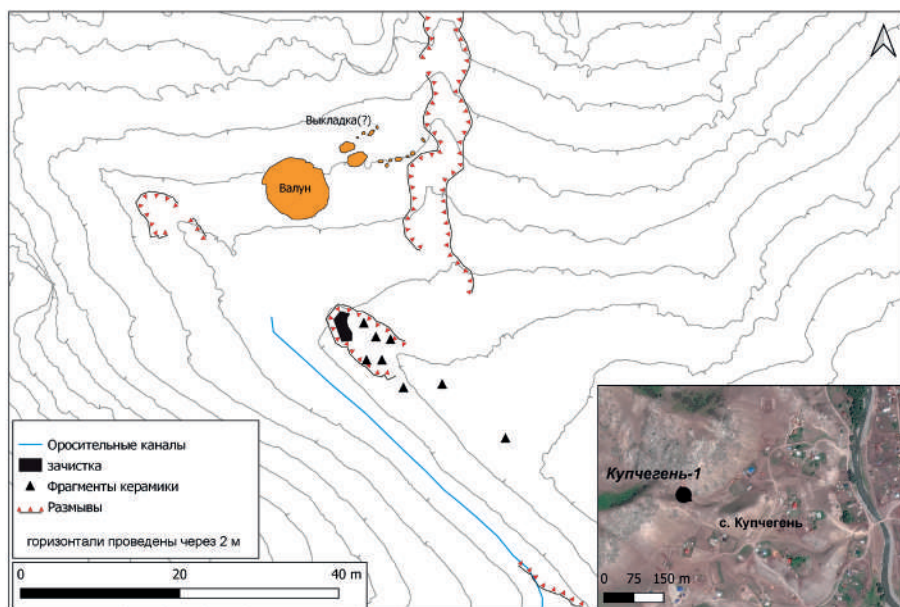 Выкладка(?)
Валун
Оросительные каналы
зачистка
Фрагменты керамики
Размывы
горизонтали проведены через 2 м
0 20 40 m
Купчегень-1
с. Купчегень
0 75 150 m